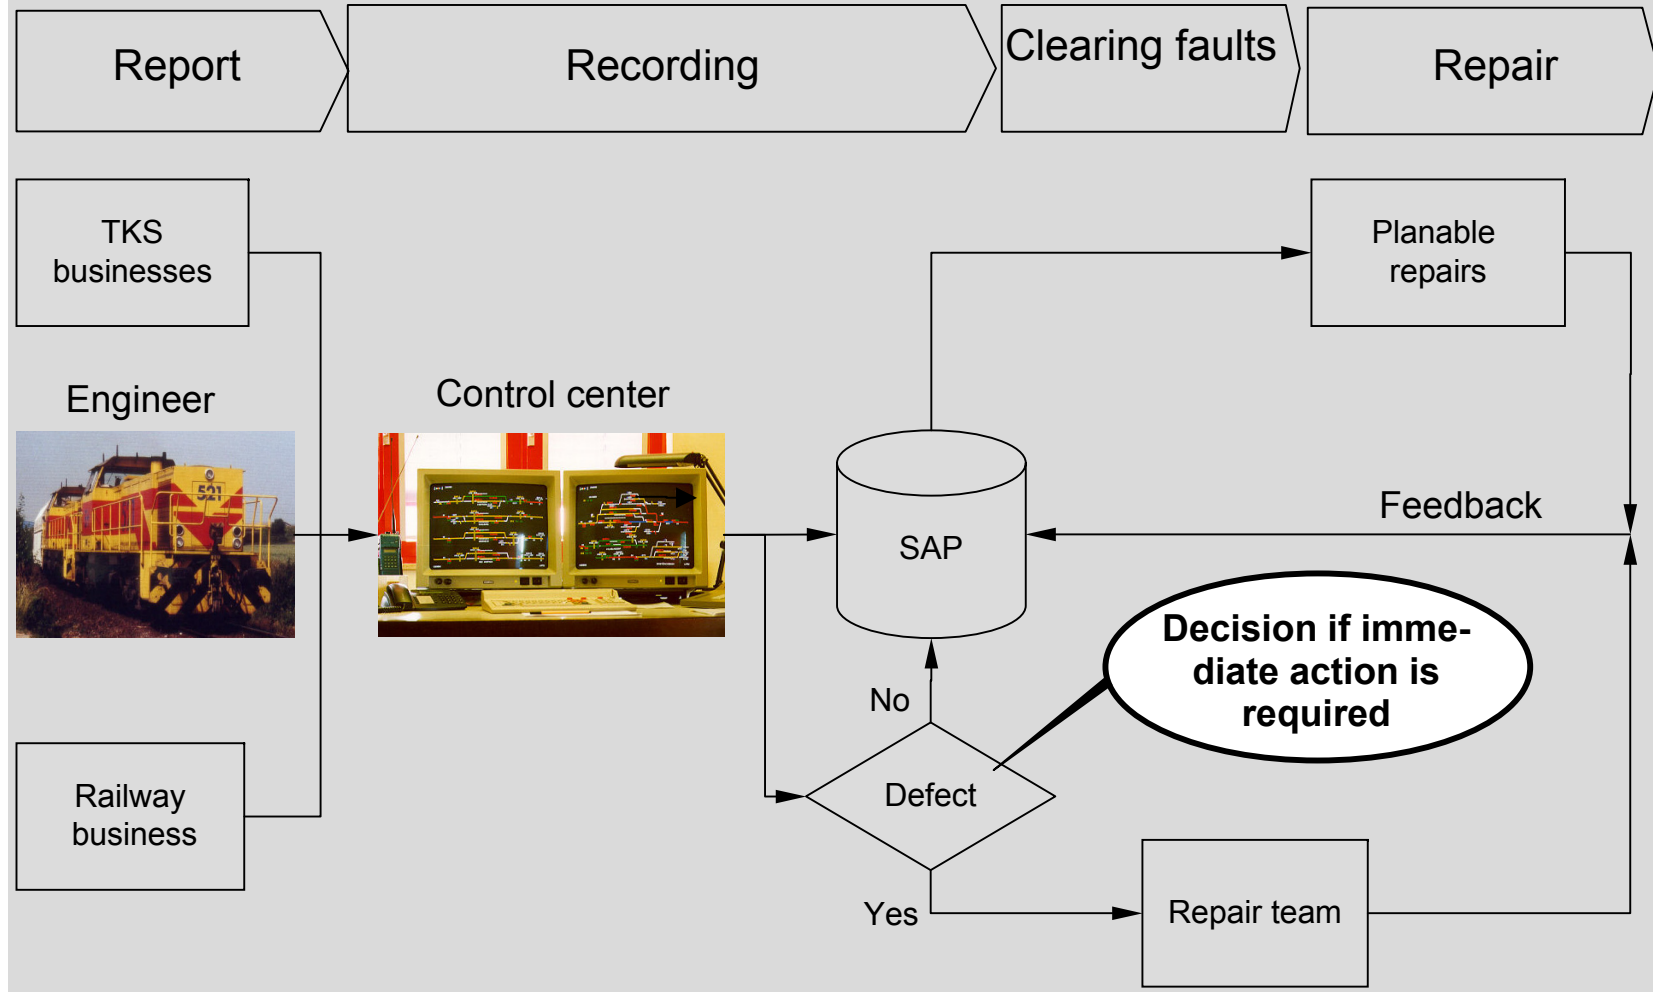 Report
Recording
Clearing faults
Repair
TKS
businesses
Planable
repairs
Engineer
Control center
521
Feedback
SAP
Decision if imme-
diate action is
required
No
Railway
business
Defect
Yes
Repair team